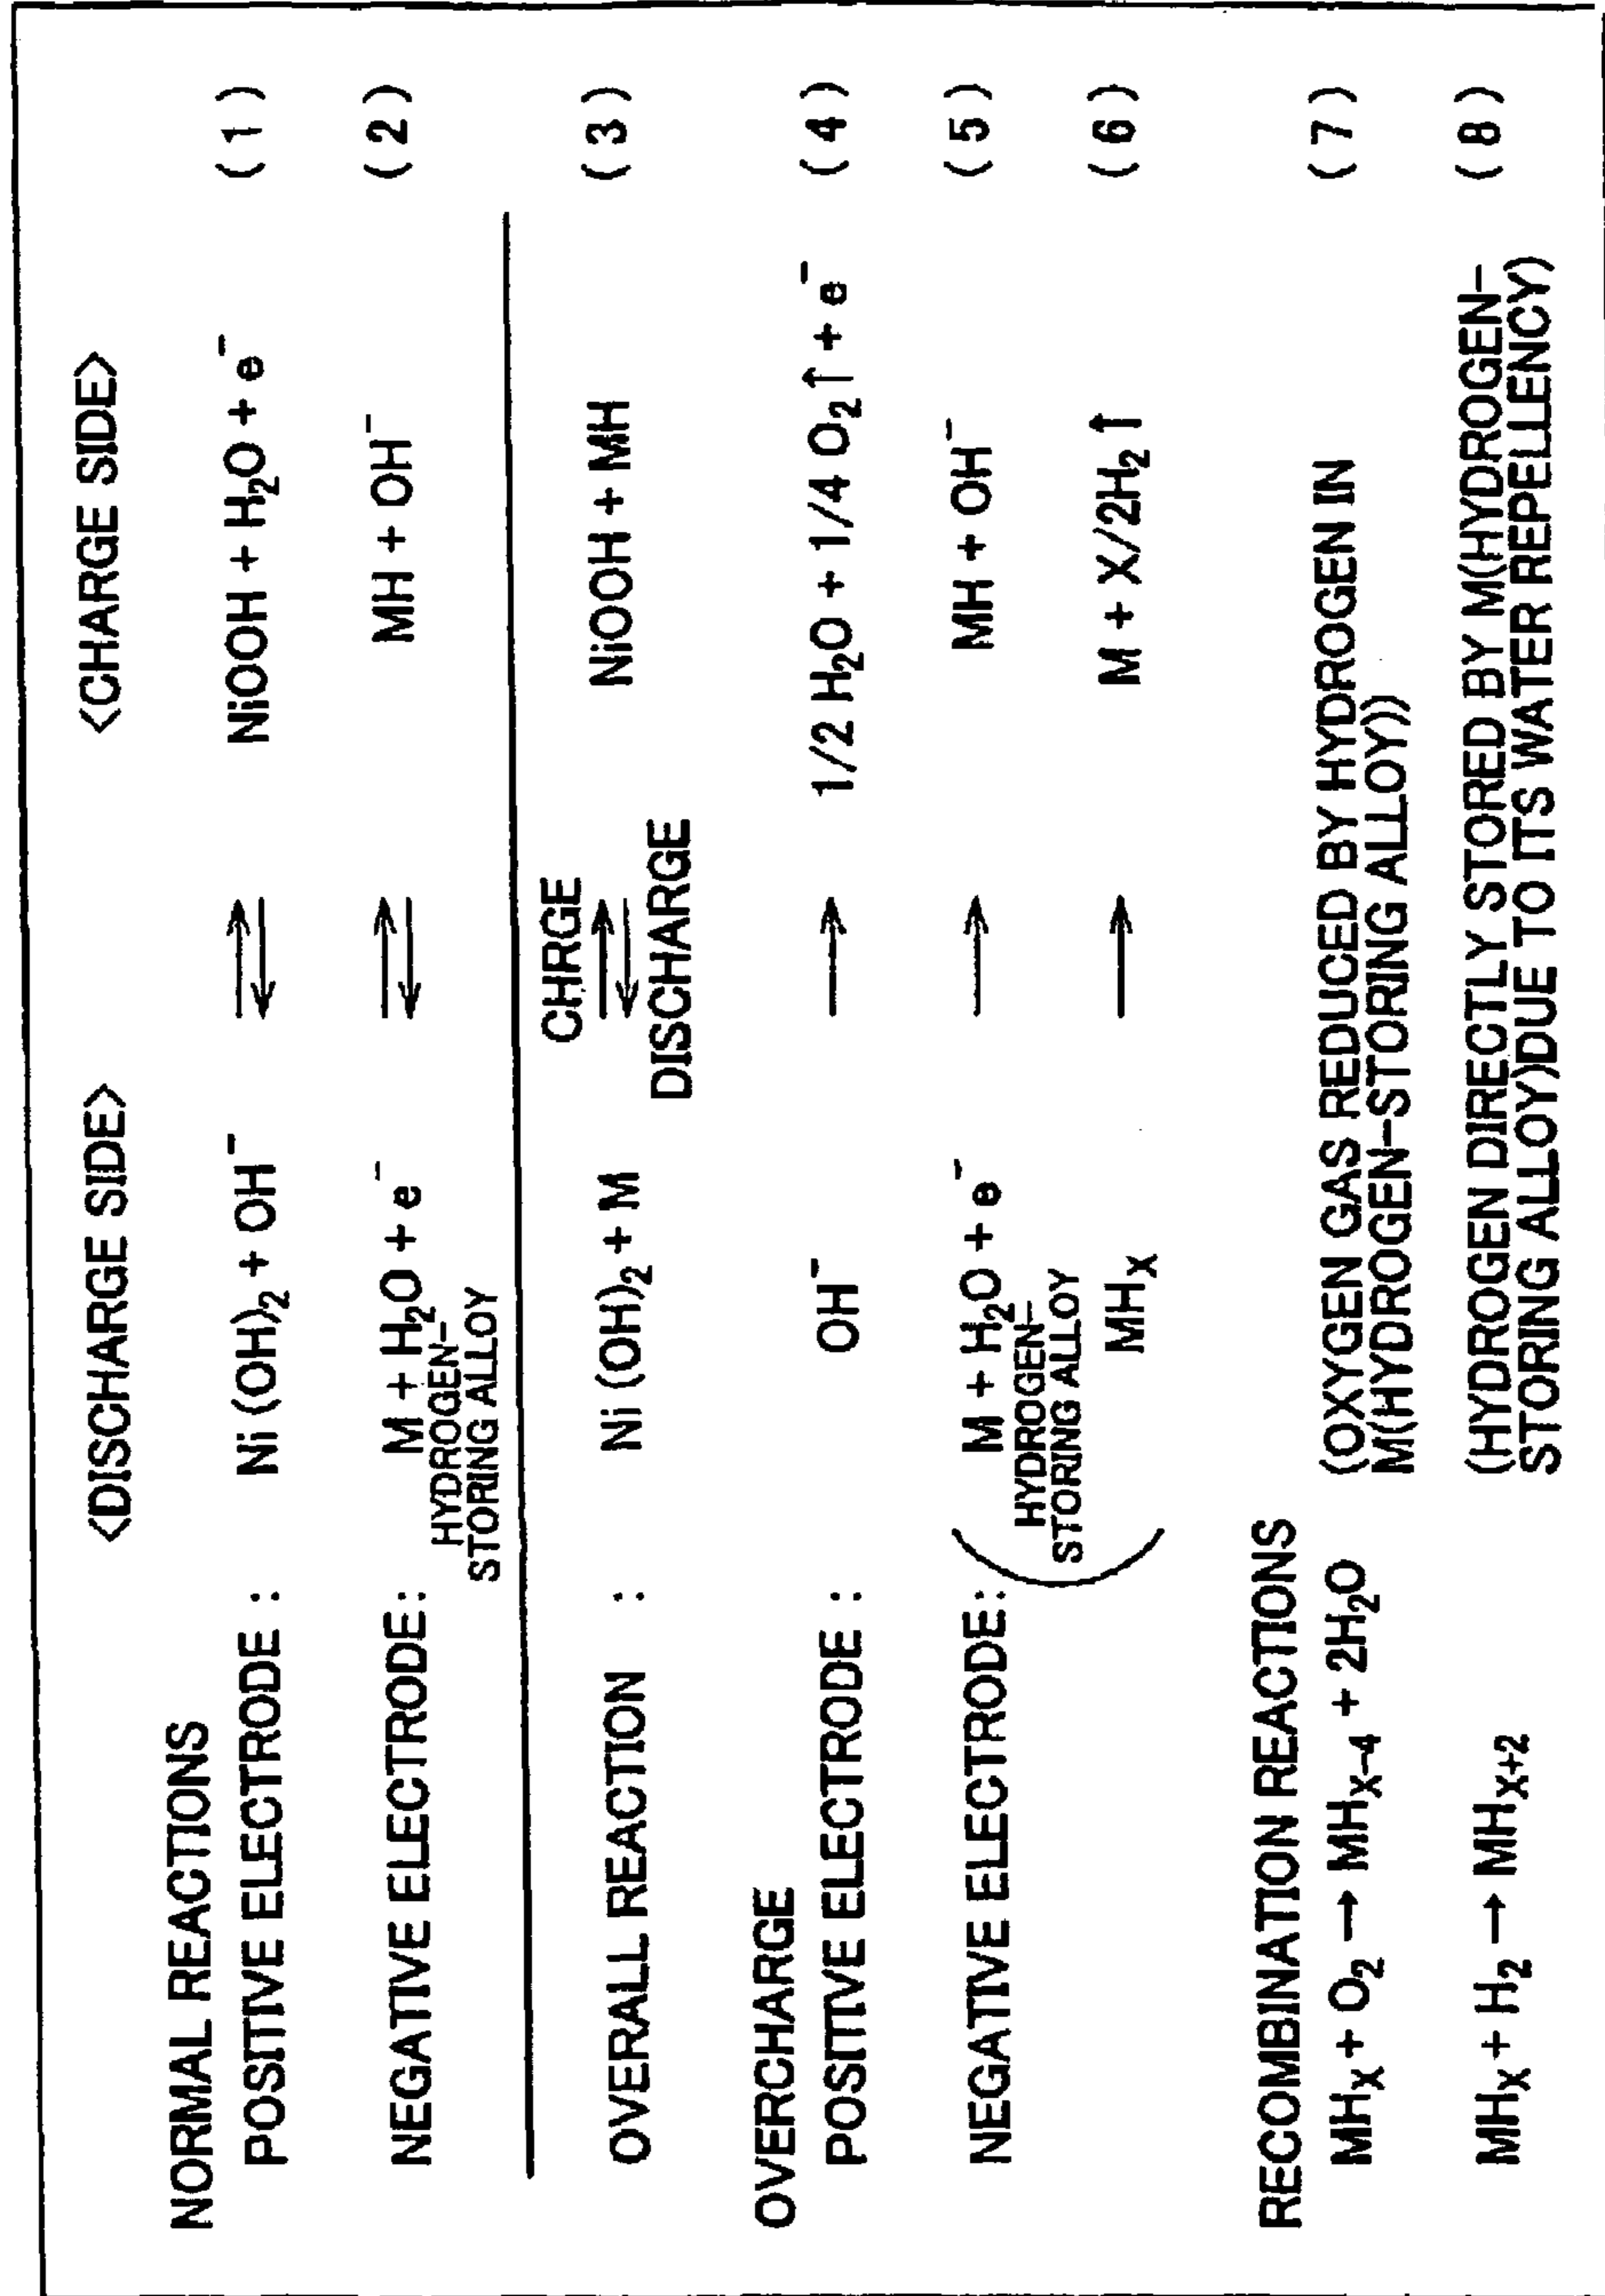 <DISCHARGE SIDE> <CHARGE SIDE>
NORMAL REACTIONS
POSITIVE ELECTRODE : Ni (OH)₂ + OH⁻ ⇄ NiOOH + H₂O + e⁻ (1)
NEGATIVE ELECTRODE: M + H₂O + e⁻ ⇄ MH + OH⁻ (2)
HYDROGEN-
STORING ALLOY
CHRGE
OVERALL REACTION : Ni (OH)₂ + M ⇄ NiOOH + MH (3)
DISCHARGE
OVERCHARGE
POSITIVE ELECTRODE : OH⁻ → 1/2 H₂O + 1/4 O₂↑ + e⁻ (4)
NEGATIVE ELECTRODE: ( M + H₂O + e⁻ → MH + OH⁻ (5)
HYDROGEN-
STORING ALLOY
MHₓ → M + X/2H₂↑ (6)
RECOMBINATION REACTIONS
MHₓ + O₂ → MHₓ₋₄ + 2H₂O (OXYGEN GAS REDUCED BY HYDROGEN IN (7)
M(HYDROGEN-STORING ALLOY))
MHₓ + H₂ → MHₓ₊₂ (HYDROGEN DIRECTLY STORED BY M(HYDROGEN- (8)
STORING ALLOY)DUE TO ITS WATER REPELLENCY)